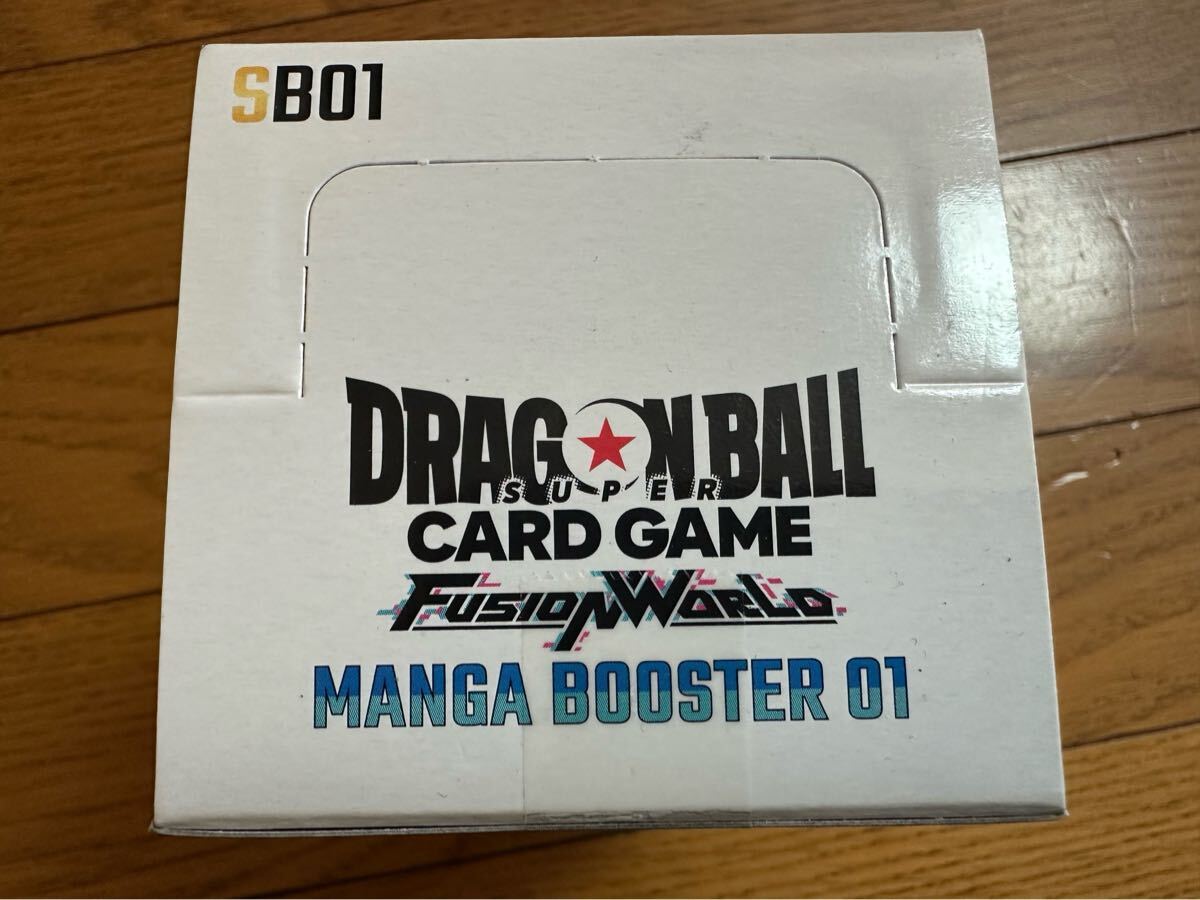 SB01
DRAGON BALL
SUPER
CARD GAME
FUSION WORLD
MANGA BOOSTER 01